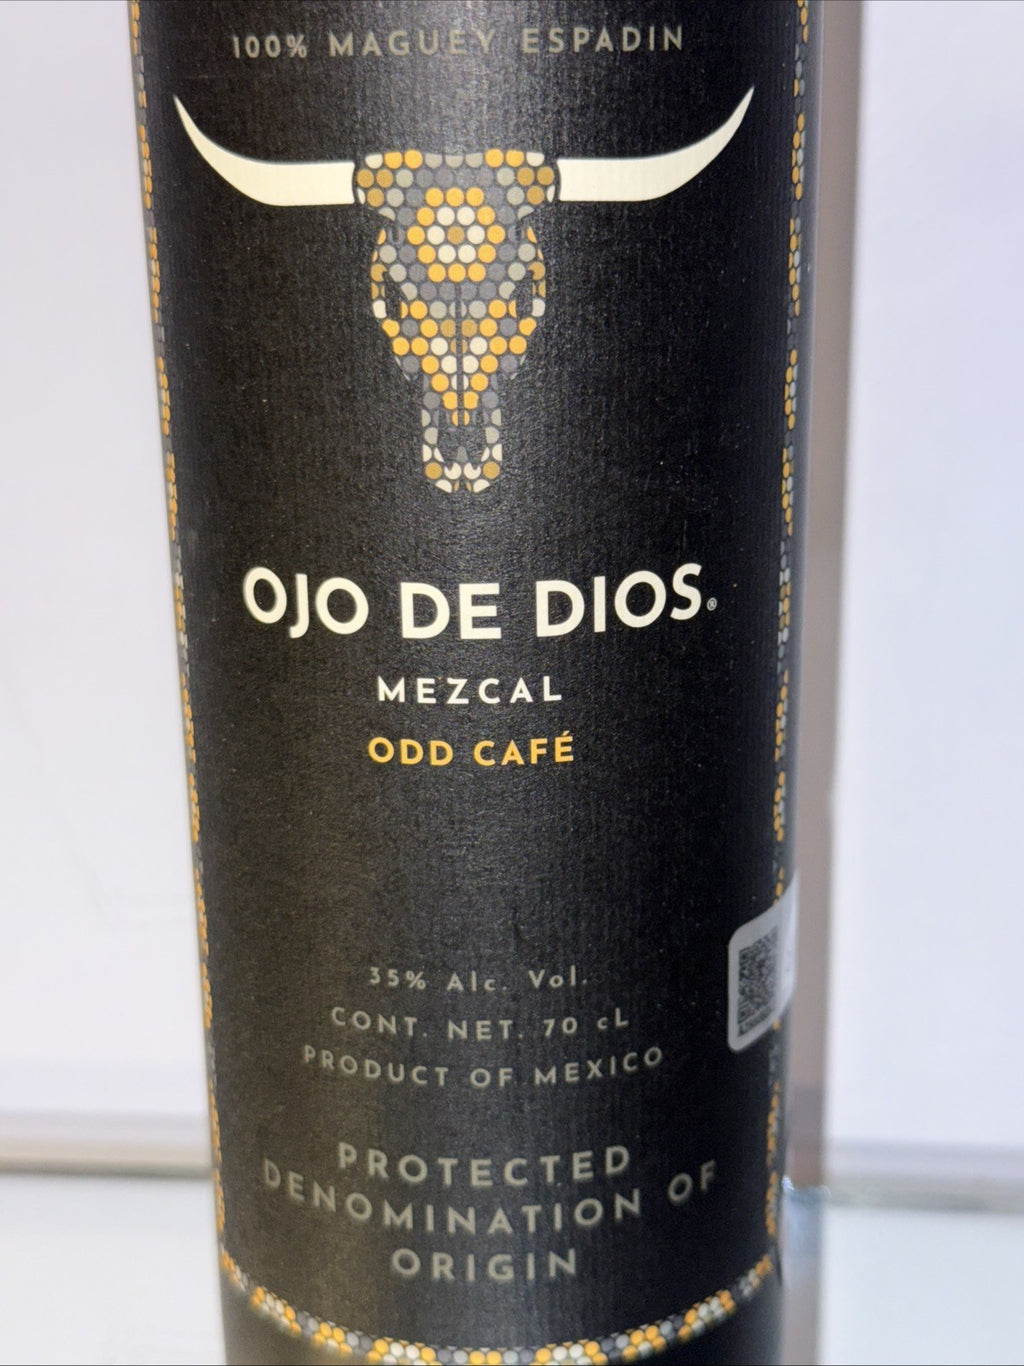 100% MAGUEY ESPADIN
OJO DE DIOS®
MEZCAL
ODD CAFÉ
35% Alc. Vol.
CONT. NET. 70 cL
PRODUCT OF MEXICO
PROTECTED
DENOMINATION OF
ORIGIN